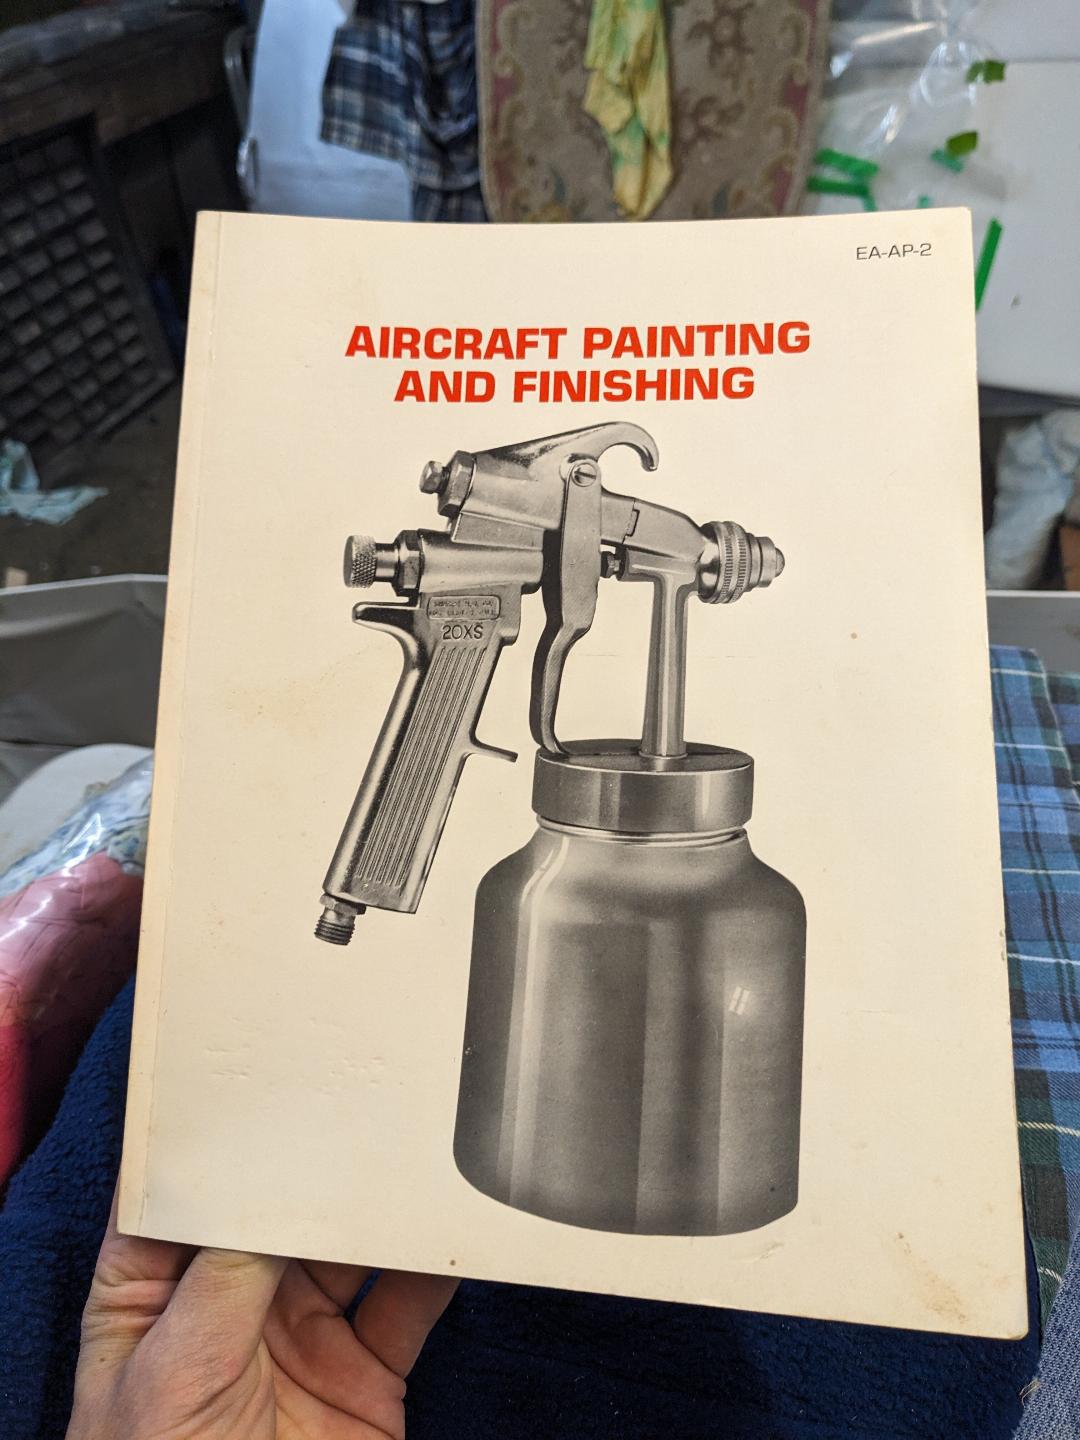 EA-AP-2
AIRCRAFT PAINTING
AND FINISHING
20XS